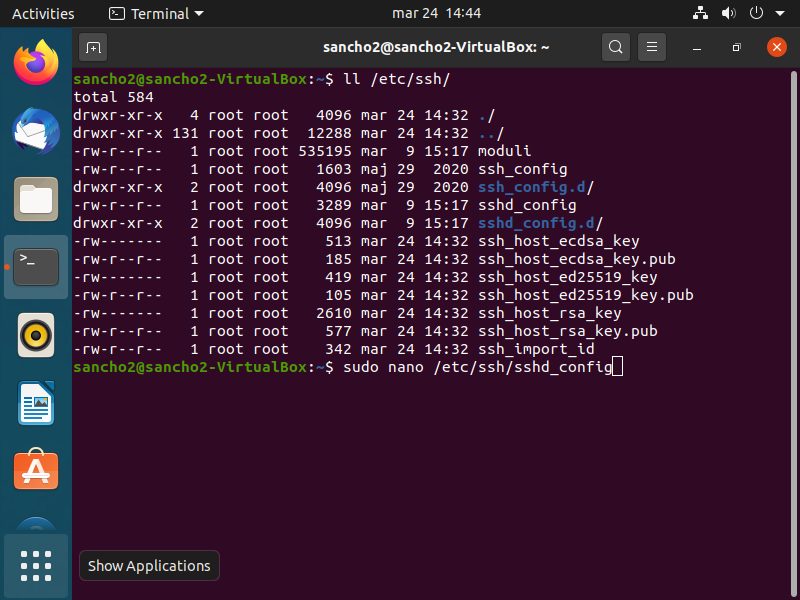 Activities Terminal mar 24 14:44
sancho2@sancho2-VirtualBox: ~
sancho2@sancho2-VirtualBox:~$ ll /etc/ssh/
total 584
drwxr-xr-x   4 root root   4096 mar 24 14:32 ./
drwxr-xr-x 131 root root  12288 mar 24 14:32 ../
-rw-r--r--   1 root root 535195 mar  9 15:17 moduli
-rw-r--r--   1 root root   1603 maj 29  2020 ssh_config
drwxr-xr-x   2 root root   4096 maj 29  2020 ssh_config.d/
-rw-r--r--   1 root root   3289 mar  9 15:17 sshd_config
drwxr-xr-x   2 root root   4096 mar  9 15:17 sshd_config.d/
-rw-------   1 root root    513 mar 24 14:32 ssh_host_ecdsa_key
-rw-r--r--   1 root root    185 mar 24 14:32 ssh_host_ecdsa_key.pub
-rw-------   1 root root    419 mar 24 14:32 ssh_host_ed25519_key
-rw-r--r--   1 root root    105 mar 24 14:32 ssh_host_ed25519_key.pub
-rw-------   1 root root   2610 mar 24 14:32 ssh_host_rsa_key
-rw-r--r--   1 root root    577 mar 24 14:32 ssh_host_rsa_key.pub
-rw-r--r--   1 root root    342 mar 24 14:32 ssh_import_id
sancho2@sancho2-VirtualBox:~$ sudo nano /etc/ssh/sshd_config
Show Applications